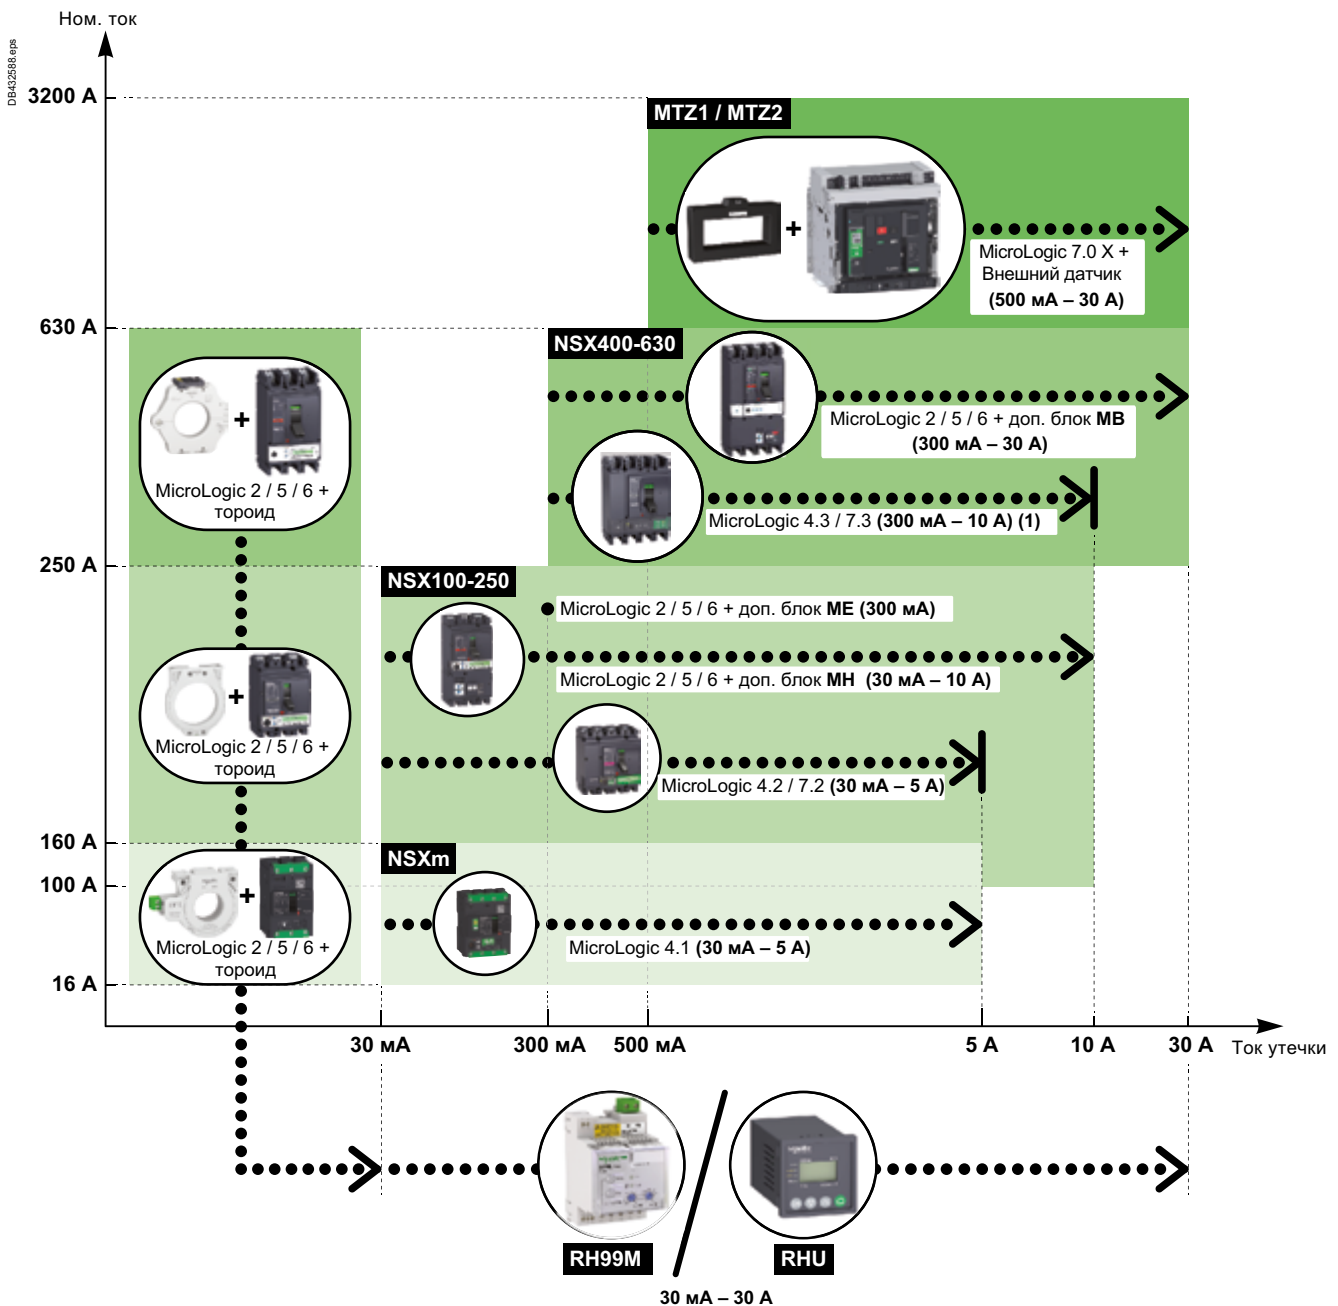 Ном. ток
DB432588.eps
3200 А
MTZ1 / MTZ2
+
MicroLogic 7.0 X +
Внешний датчик
(500 мА – 30 А)
630 А
NSX400-630
+
MicroLogic 2 / 5 / 6 +
тороид
MicroLogic 2 / 5 / 6 + доп. блок MB
(300 мА – 30 А)
MicroLogic 4.3 / 7.3 (300 мА – 10 А) (1)
250 А
NSX100-250
MicroLogic 2 / 5 / 6 + доп. блок ME (300 мА)
MicroLogic 2 / 5 / 6 + доп. блок MH (30 мА – 10 А)
+
MicroLogic 2 / 5 / 6 +
тороид
MicroLogic 4.2 / 7.2 (30 мА – 5 А)
160 А
NSXm
100 А
+
MicroLogic 2 / 5 / 6 +
тороид
MicroLogic 4.1 (30 мА – 5 А)
16 А
30 мА 300 мА 500 мА 5 А 10 А 30 А Ток утечки
RH99M / RHU
30 мА – 30 А